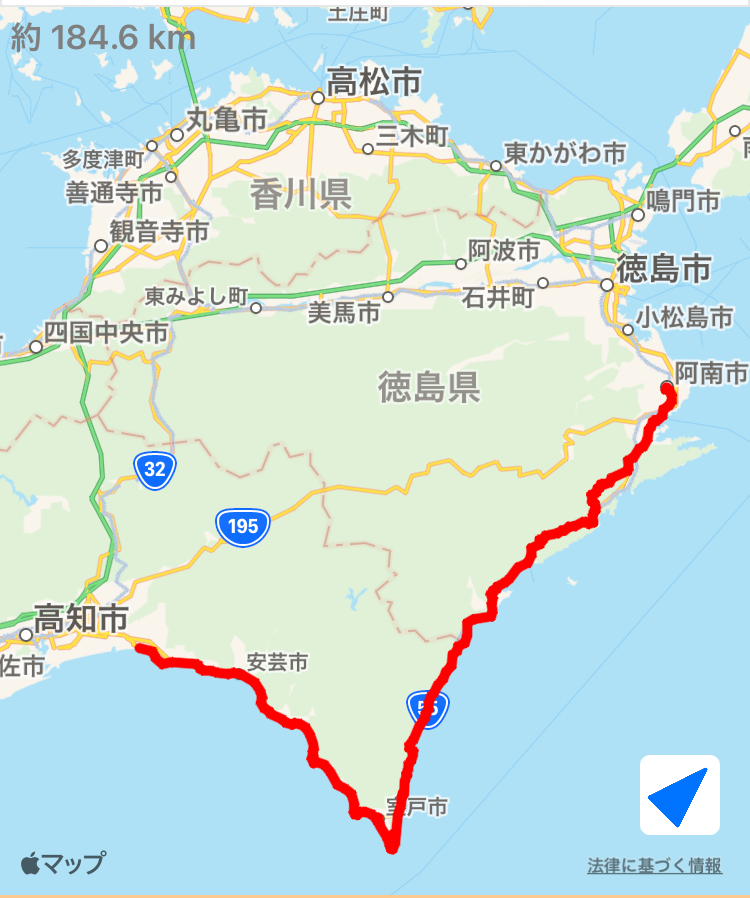 土庄町
約 184.6 km
高松市
丸亀市
三木町
多度津町
東かがわ市
善通寺市
香川県
鳴門市
観音寺市
阿波市
徳島市
東みよし町
石井町
美馬市
小松島市
四国中央市
阿南市
徳島県
32
195
高知市
佐市
安芸市
55
室戸市
マップ
法律に基づく情報